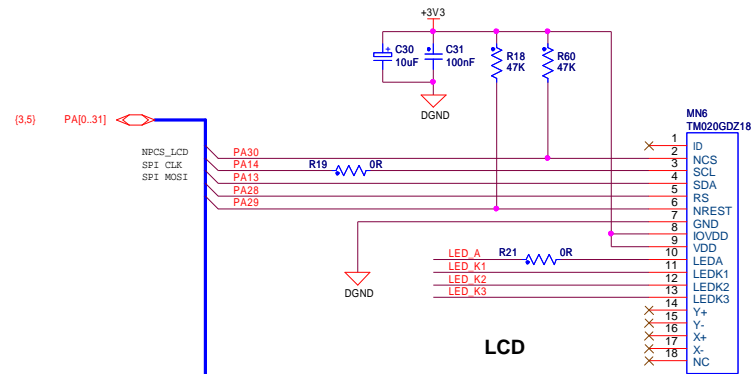 +3V3
C30
10uF
C31
100nF
R18
47K
R60
47K
DGND
{3,5}
PA[0..31]
MN6
TM020GDZ18
NPCS_LCD
SPI CLK
SPI MOSI
PA30
PA14
PA13
PA28
PA29
R19
0R
1
2
3
4
5
6
7
8
9
10
11
12
13
14
15
16
17
18
ID
NCS
SCL
SDA
RS
NREST
GND
IOVDD
VDD
LEDA
LEDK1
LEDK2
LEDK3
Y+
Y-
X+
X-
NC
DGND
LED_A
R21
0R
LED_K1
LED_K2
LED_K3
LCD